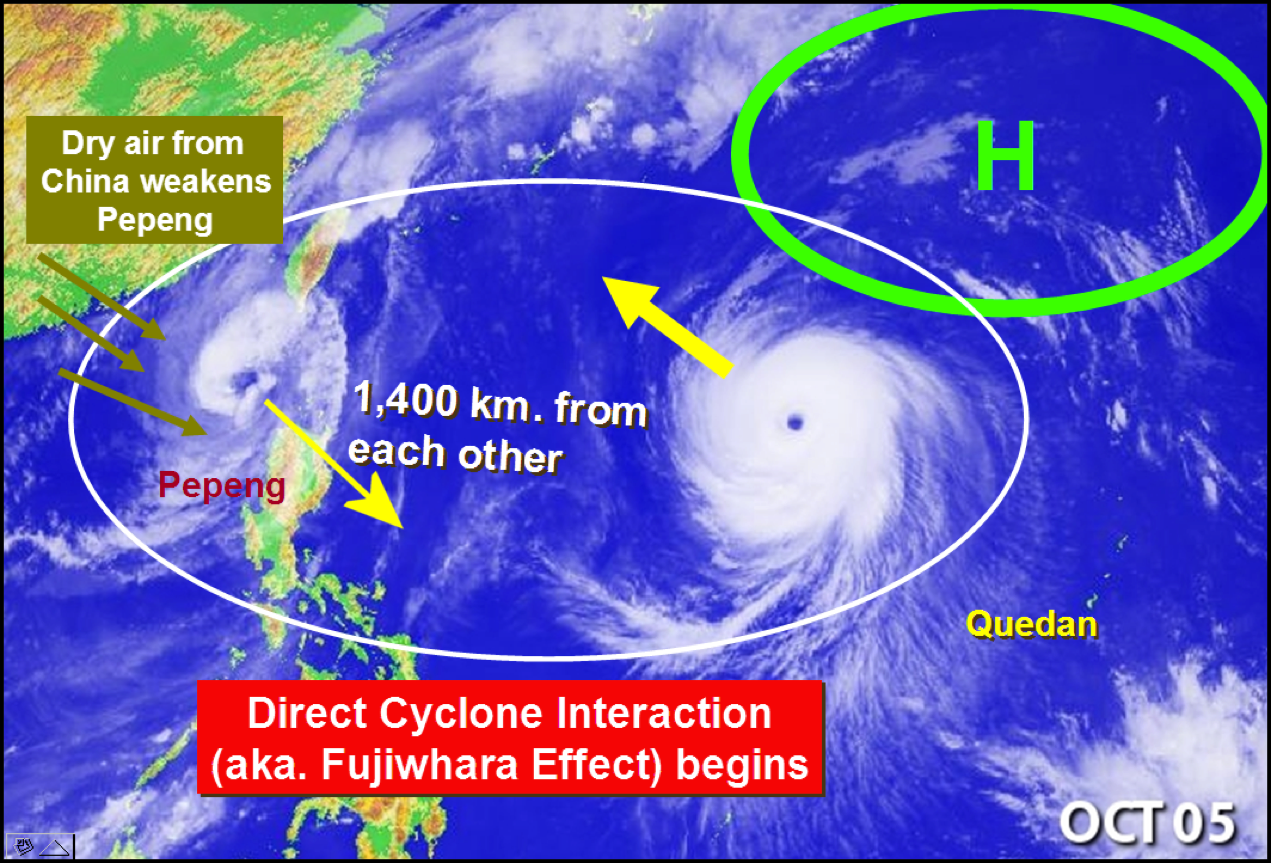 H
Dry air from
China weakens
Pepeng
1,400 km. from
each other
Pepeng
Quedan
Direct Cyclone Interaction
(aka. Fujiwhara Effect) begins
OCT 05